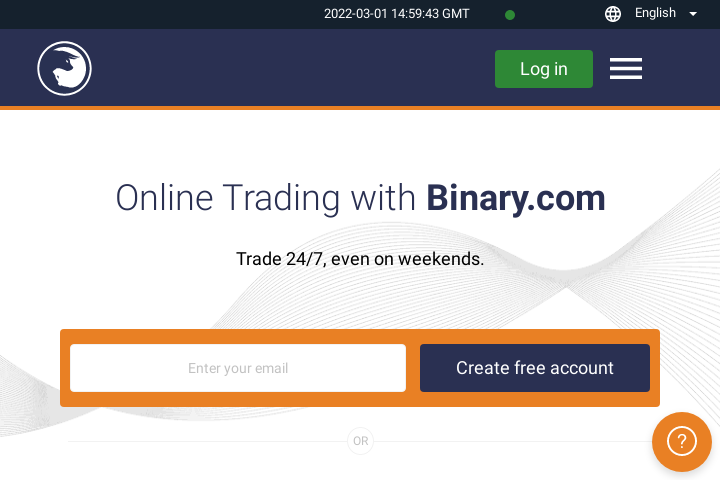 2022-03-01 14:59:43 GMT
English
Log in
Online Trading with Binary.com
Trade 24/7, even on weekends.
Enter your email
Create free account
OR
?